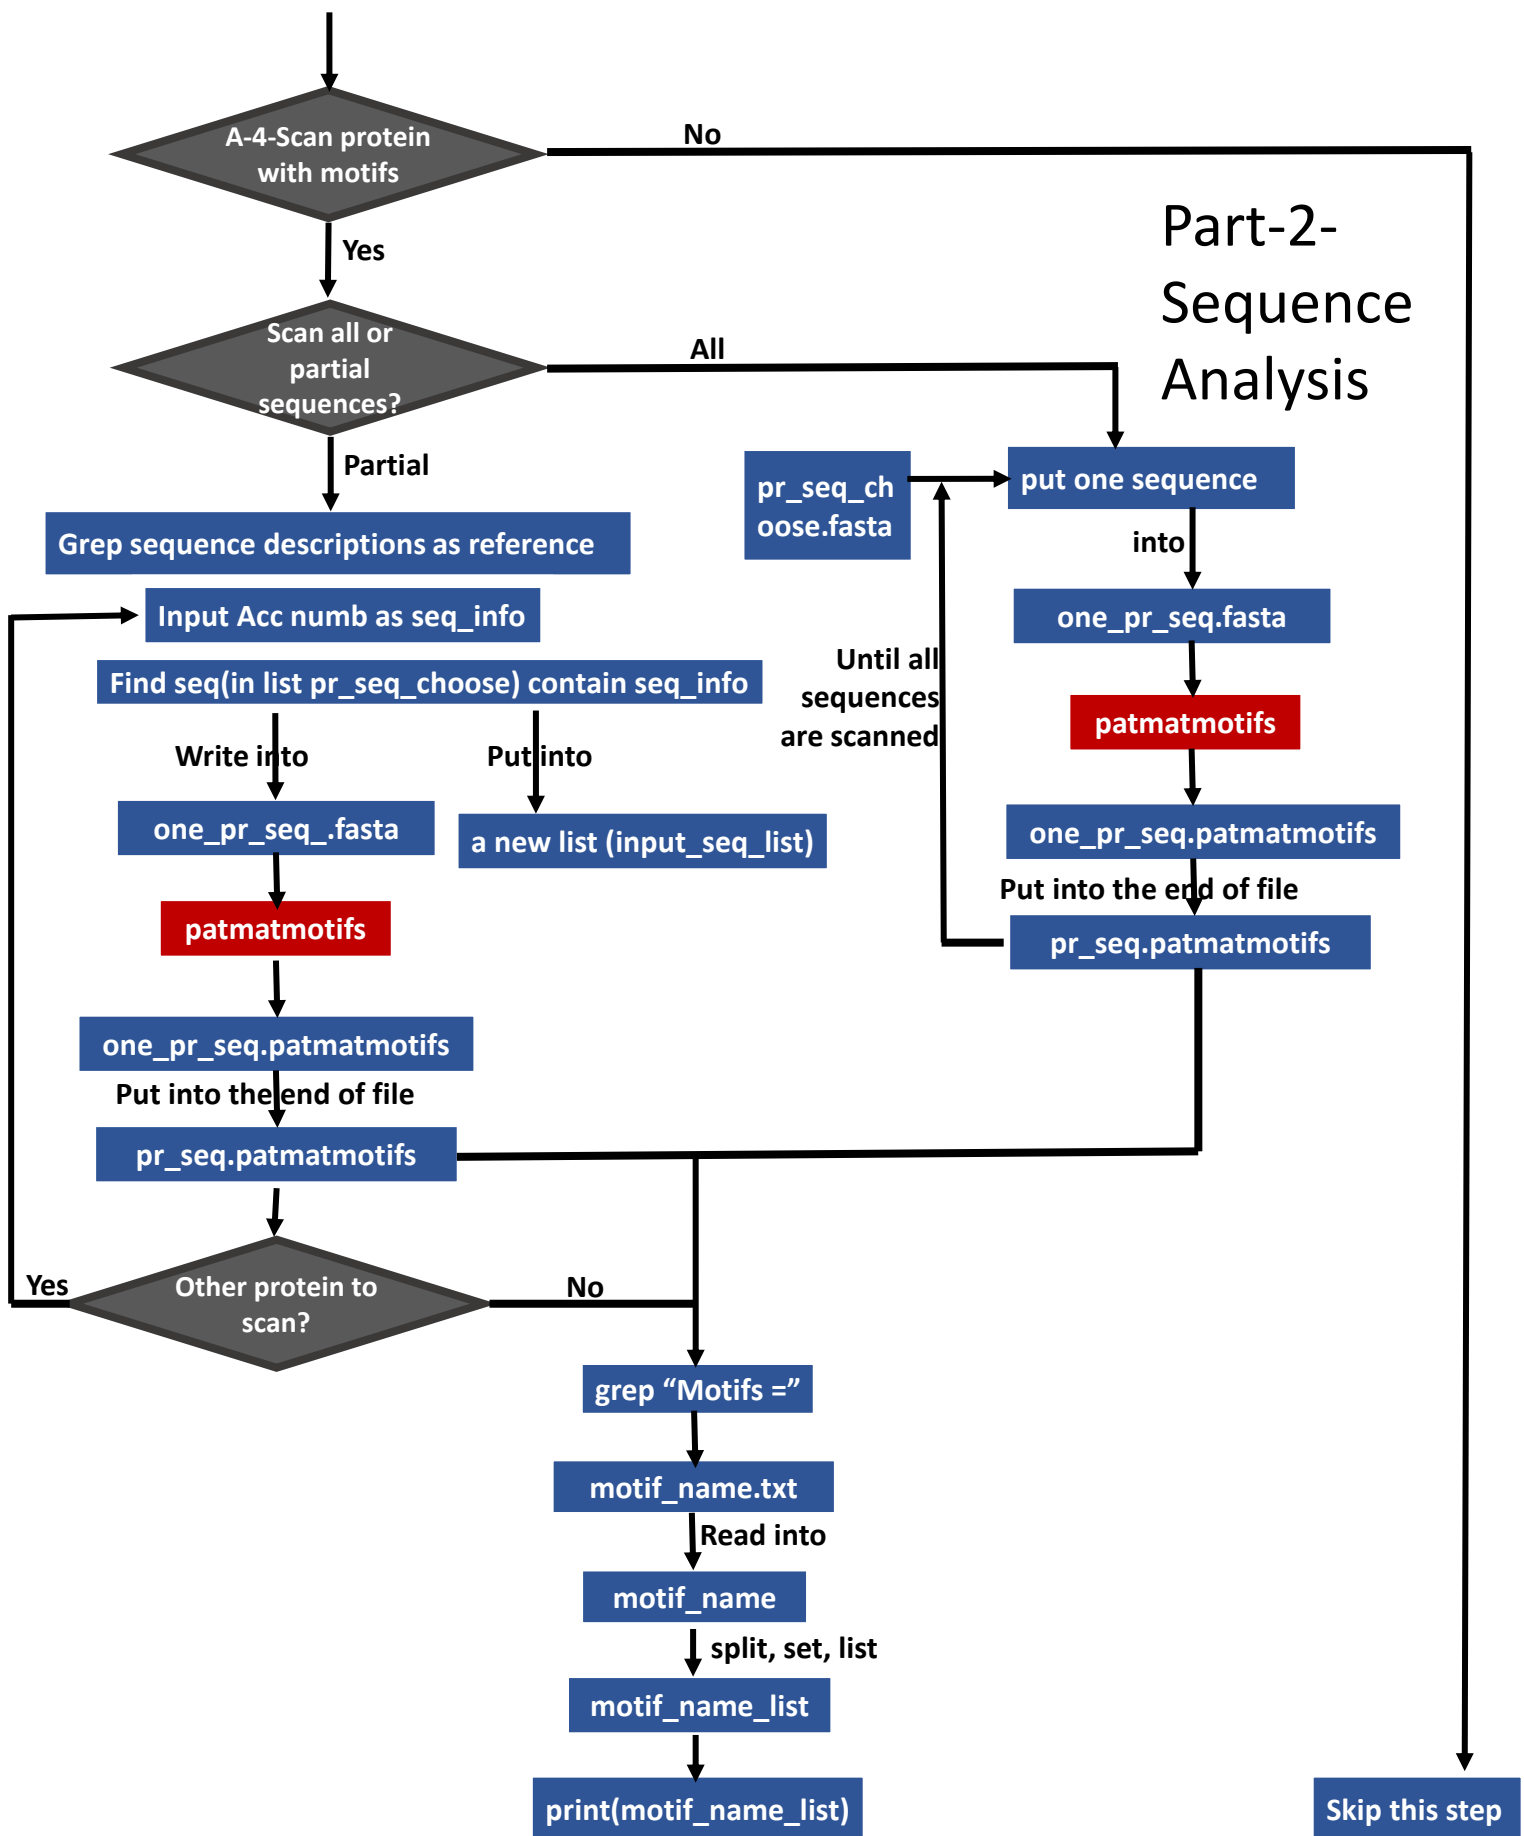 A-4-Scan protein
with motifs
No
Yes
Part-2-
Sequence
Analysis
Scan all or
partial
sequences?
All
Partial
pr_seq_ch
oose.fasta
put one sequence
Grep sequence descriptions as reference
into
Input Acc numb as seq_info
one_pr_seq.fasta
Find seq(in list pr_seq_choose) contain seq_info
Until all
sequences
are scanned
patmatmotifs
Write into
Put into
one_pr_seq_.fasta
a new list (input_seq_list)
one_pr_seq.patmatmotifs
Put into the end of file
patmatmotifs
pr_seq.patmatmotifs
one_pr_seq.patmatmotifs
Put into the end of file
pr_seq.patmatmotifs
Yes
Other protein to
scan?
No
grep “Motifs =”
motif_name.txt
Read into
motif_name
split, set, list
motif_name_list
print(motif_name_list)
Skip this step